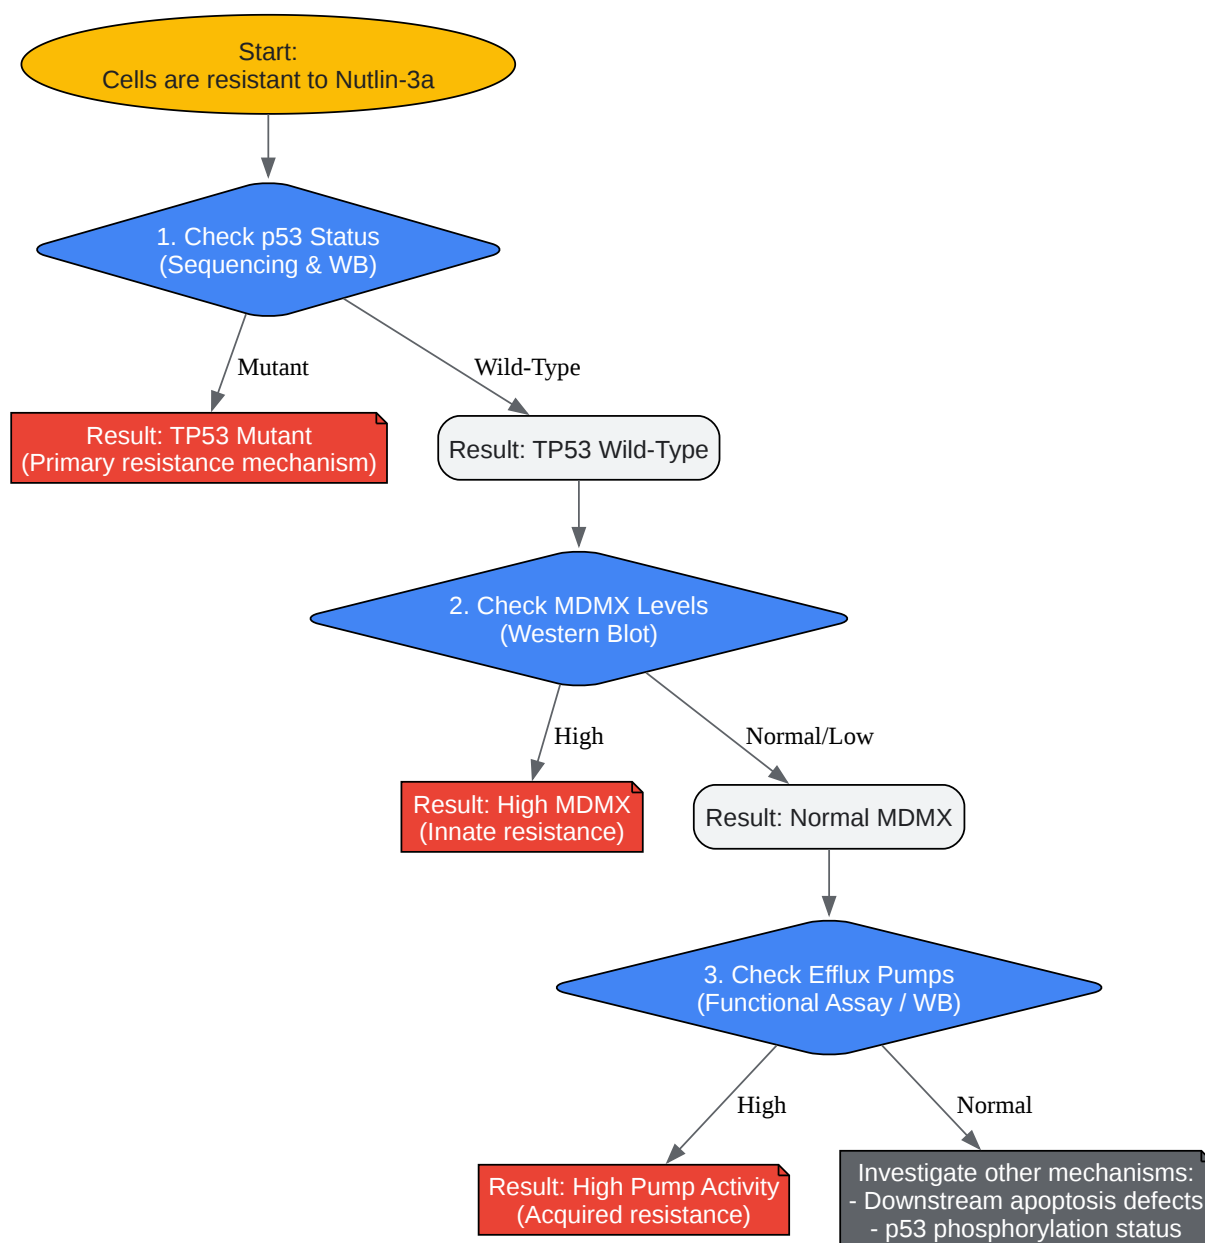 Start:
Cells are resistant to Nutlin-3a
1. Check p53 Status
(Sequencing & WB)
Mutant
Wild-Type
Result: TP53 Mutant
(Primary resistance mechanism)
Result: TP53 Wild-Type
2. Check MDMX Levels
(Western Blot)
High
Normal/Low
Result: High MDMX
(Innate resistance)
Result: Normal MDMX
3. Check Efflux Pumps
(Functional Assay / WB)
High
Normal
Result: High Pump Activity
(Acquired resistance)
Investigate other mechanisms:
- Downstream apoptosis defects
- p53 phosphorylation status